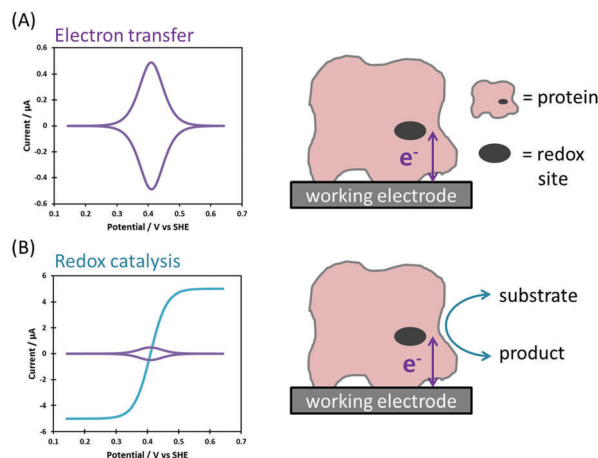 (A)
Electron transfer
0.6
0.4
0.2
0
-0.2
-0.4
-0.6
Current / µA
0.1 0.2 0.3 0.4 0.5 0.6 0.7
Potential / V vs SHE
e-
working electrode
= protein
= redox
site
(B)
Redox catalysis
6
4
2
0
-2
-4
-6
Current / µA
0.1 0.2 0.3 0.4 0.5 0.6 0.7
Potential / V vs SHE
e-
working electrode
substrate
product